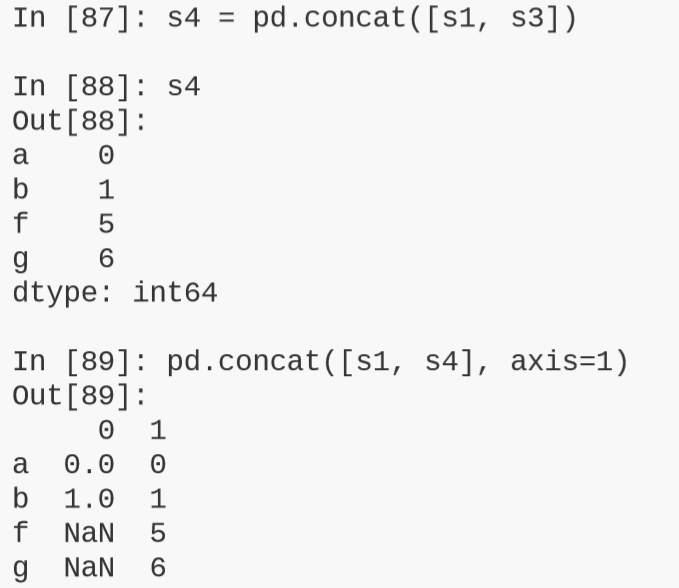 In [87]: s4 = pd.concat([s1, s3])
In [88]: s4
Out[88]:
a    0
b    1
f    5
g    6
dtype: int64
In [89]: pd.concat([s1, s4], axis=1)
Out[89]:
     0  1
a  0.0  0
b  1.0  1
f  NaN  5
g  NaN  6